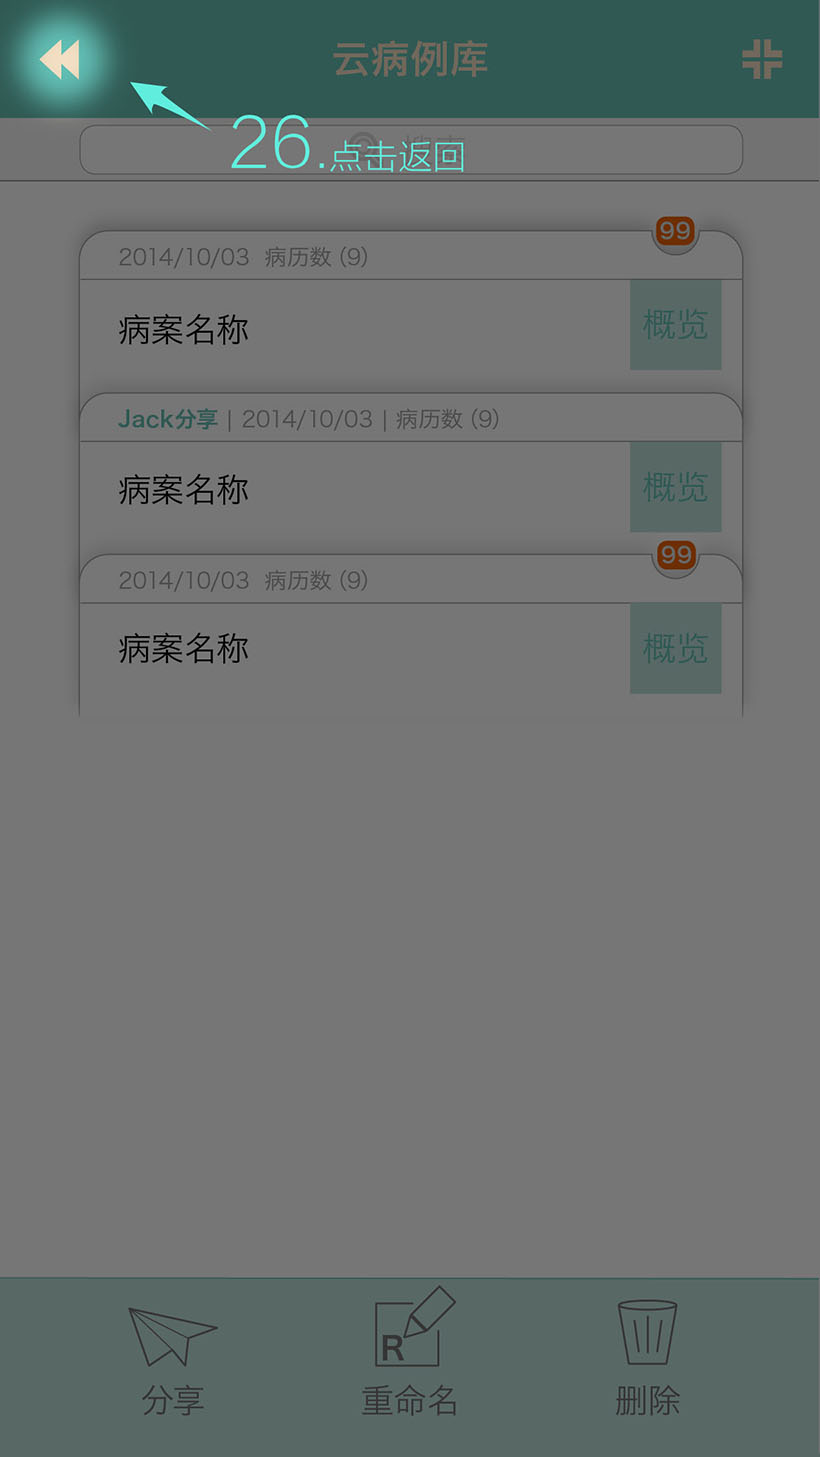 云病例库
26.点击返回
99
2014/10/03 病历数 (9)
病案名称
概览
Jack分享 | 2014/10/03 | 病历数 (9)
病案名称
概览
99
2014/10/03 病历数 (9)
病案名称
概览
R
分享
重命名
删除